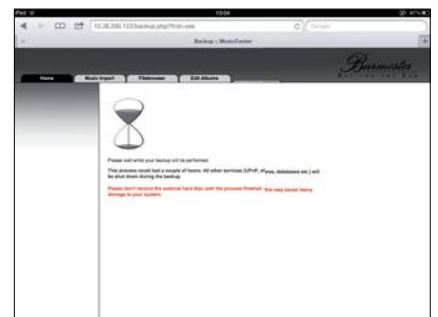 iPad
13:04
10.38.200.122/backup.php?first=yes
Google
Backup :: MusicCenter
Burmester
Home
Music Import
Filebrowser
Edit Albums
Please wait while your backup will be performed.
This process could last a couple of hours. All other services (UPnP, databases etc.) will
be shut down during the backup.
Please don't remove the external hard disc until the process finished - this may cause heavy
damage to your system.